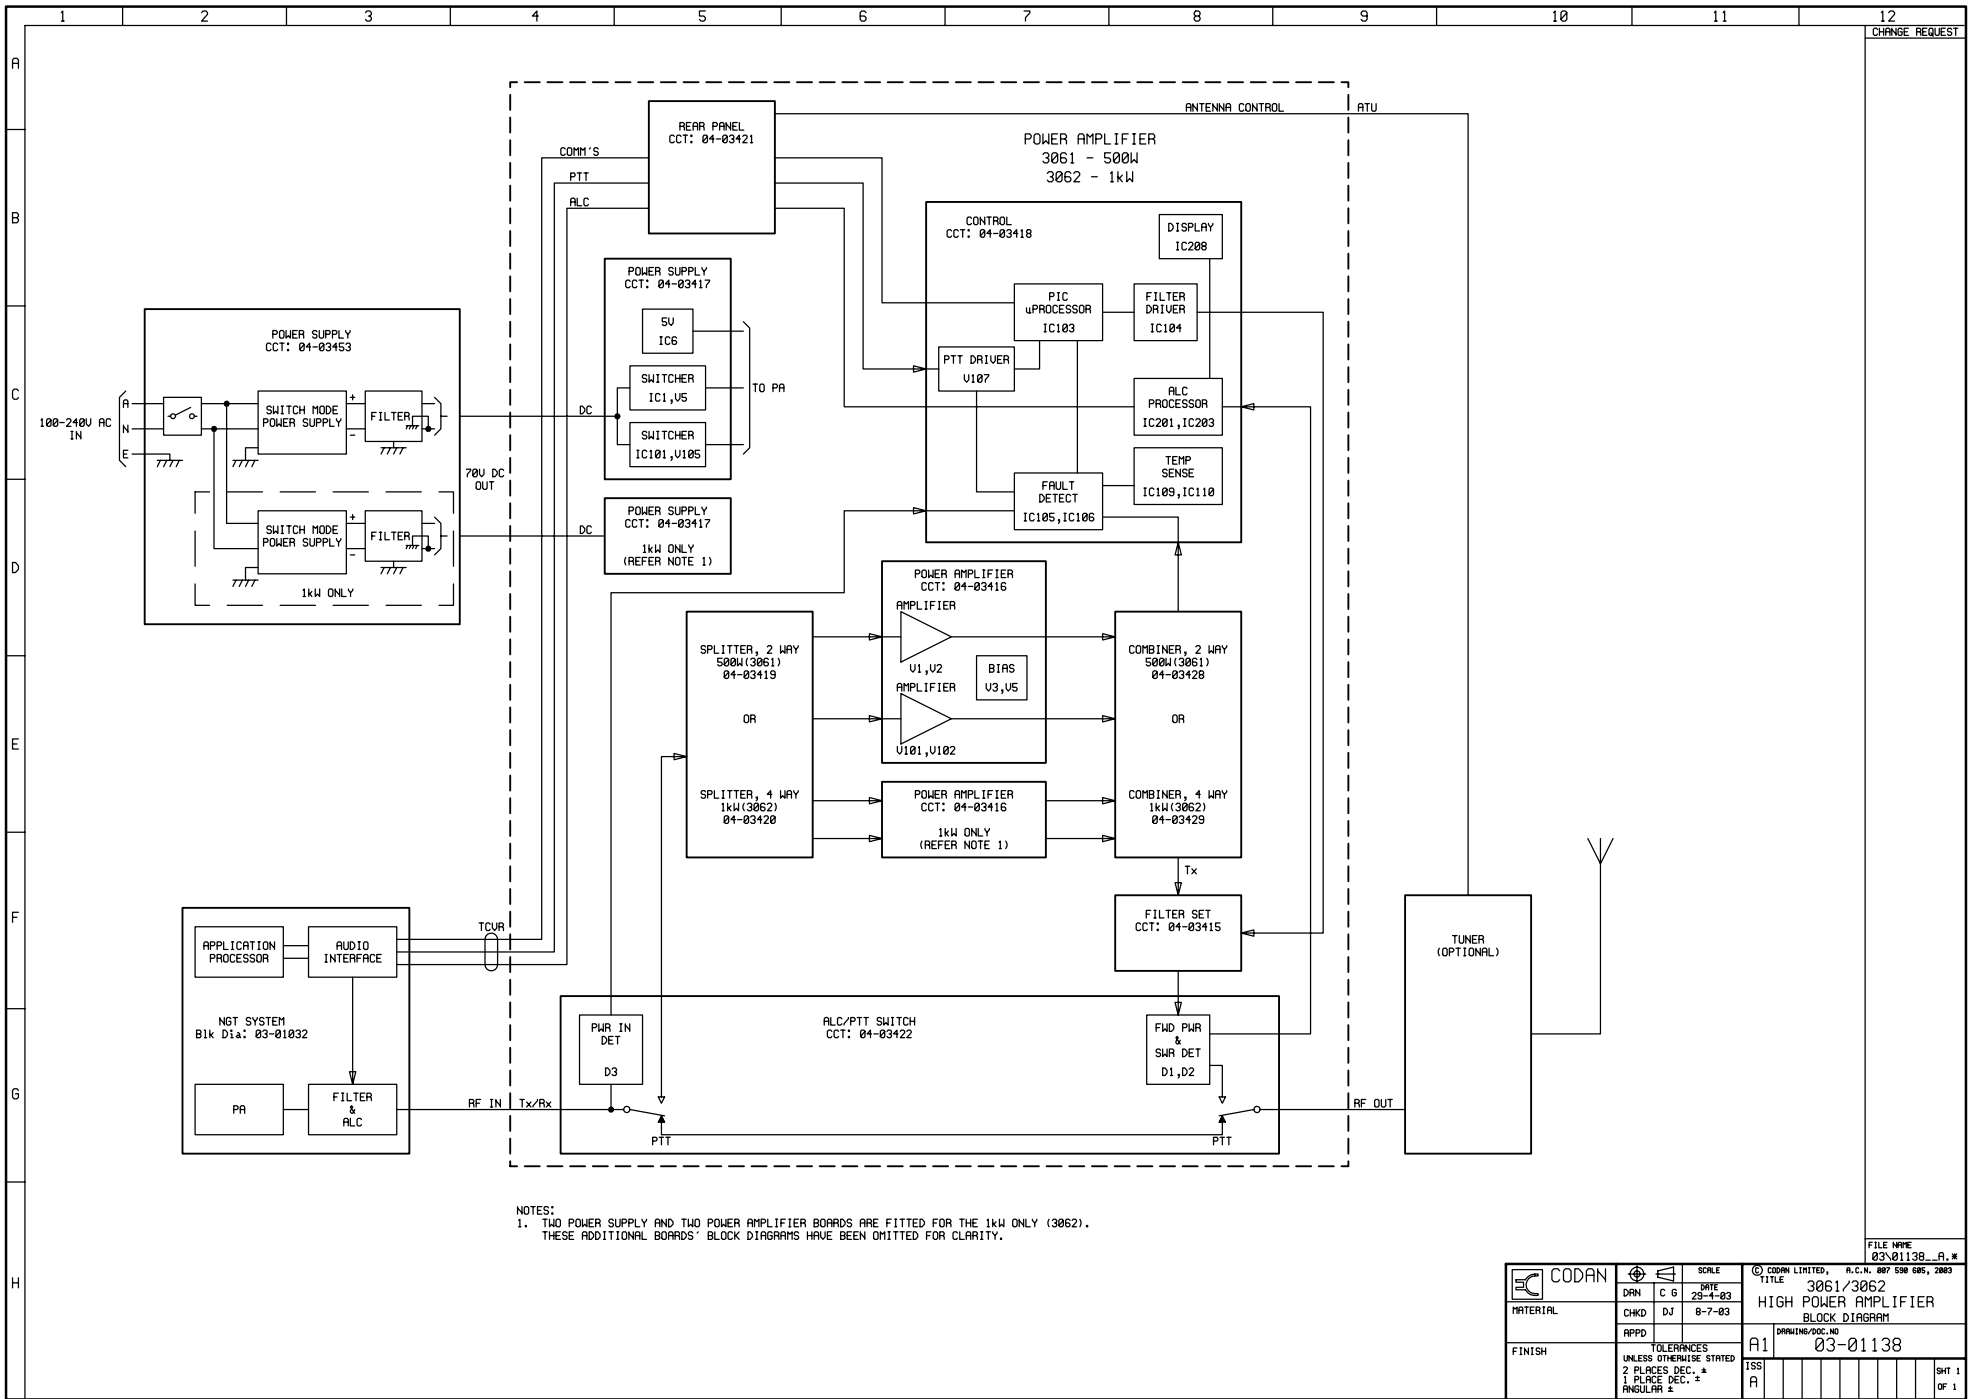 1 2 3 4 5 6 7 8 9 10 11 12
CHANGE REQUEST
A
B
C
D
E
F
G
H
ANTENNA CONTROL
ATU
REAR PANEL
CCT: 04-03421
POWER AMPLIFIER
3061 - 500W
3062 - 1kW
COMM'S
PTT
ALC
CONTROL
CCT: 04-03418
DISPLAY
IC208
PIC
uPROCESSOR
IC103
FILTER
DRIVER
IC104
PTT DRIVER
V107
ALC
PROCESSOR
IC201,IC203
TEMP
SENSE
IC109,IC110
FAULT
DETECT
IC105,IC106
POWER SUPPLY
CCT: 04-03417
5V
IC6
SWITCHER
IC1,V5
SWITCHER
IC101,V105
TO PA
DC
POWER SUPPLY
CCT: 04-03417
1kW ONLY
(REFER NOTE 1)
DC
POWER SUPPLY
CCT: 04-03453
100-240V AC
IN
A
N
E
SWITCH MODE
POWER SUPPLY
+
-
FILTER
70V DC
OUT
SWITCH MODE
POWER SUPPLY
+
-
FILTER
1kW ONLY
POWER AMPLIFIER
CCT: 04-03416
AMPLIFIER
V1,V2
BIAS
V3,V5
AMPLIFIER
V101,V102
SPLITTER, 2 WAY
500W(3061)
04-03419
OR
SPLITTER, 4 WAY
1kW(3062)
04-03420
POWER AMPLIFIER
CCT: 04-03416
1kW ONLY
(REFER NOTE 1)
COMBINER, 2 WAY
500W(3061)
04-03428
OR
COMBINER, 4 WAY
1kW(3062)
04-03429
Tx
FILTER SET
CCT: 04-03415
TUNER
(OPTIONAL)
TCVR
APPLICATION
PROCESSOR
AUDIO
INTERFACE
NGT SYSTEM
Blk Dia: 03-01032
PA
FILTER
&
ALC
RF IN
Tx/Rx
ALC/PTT SWITCH
CCT: 04-03422
PWR IN
DET
D3
FWD PWR
&
SWR DET
D1,D2
PTT
PTT
RF OUT
NOTES:
1. TWO POWER SUPPLY AND TWO POWER AMPLIFIER BOARDS ARE FITTED FOR THE 1kW ONLY (3062).
THESE ADDITIONAL BOARDS' BLOCK DIAGRAMS HAVE BEEN OMITTED FOR CLARITY.
FILE NAME
03\01138__A.*
CODAN
MATERIAL
FINISH
SCALE
DRN C G DATE 29-4-03
CHKD DJ 8-7-03
APPD
TOLERANCES
UNLESS OTHERWISE STATED
2 PLACES DEC. ±
1 PLACE DEC. ±
ANGULAR ±
© CODAN LIMITED, A.C.N. 007 590 605, 2003
TITLE
3061/3062
HIGH POWER AMPLIFIER
BLOCK DIAGRAM
A1
DRAWING/DOC.NO
03-01138
ISS
A
SHT 1
OF 1